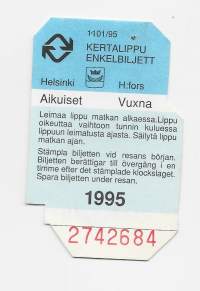 1101/95
KERTALIPPU
ENKELBILJETT
Helsinki H:fors
Aikuiset Vuxna
Leimaa lippu matkan alkaessa.Lippu
oikeuttaa vaihtoon tunnin kuluessa
lippuun leimatusta ajasta. Säilytä lippu
matkan ajan.
Stämpla biljetten vid resans början.
Biljetten berättigar till övergång i en
timme efter det stämplade klockslaget.
Spara biljetten under resan.
1995
2742684